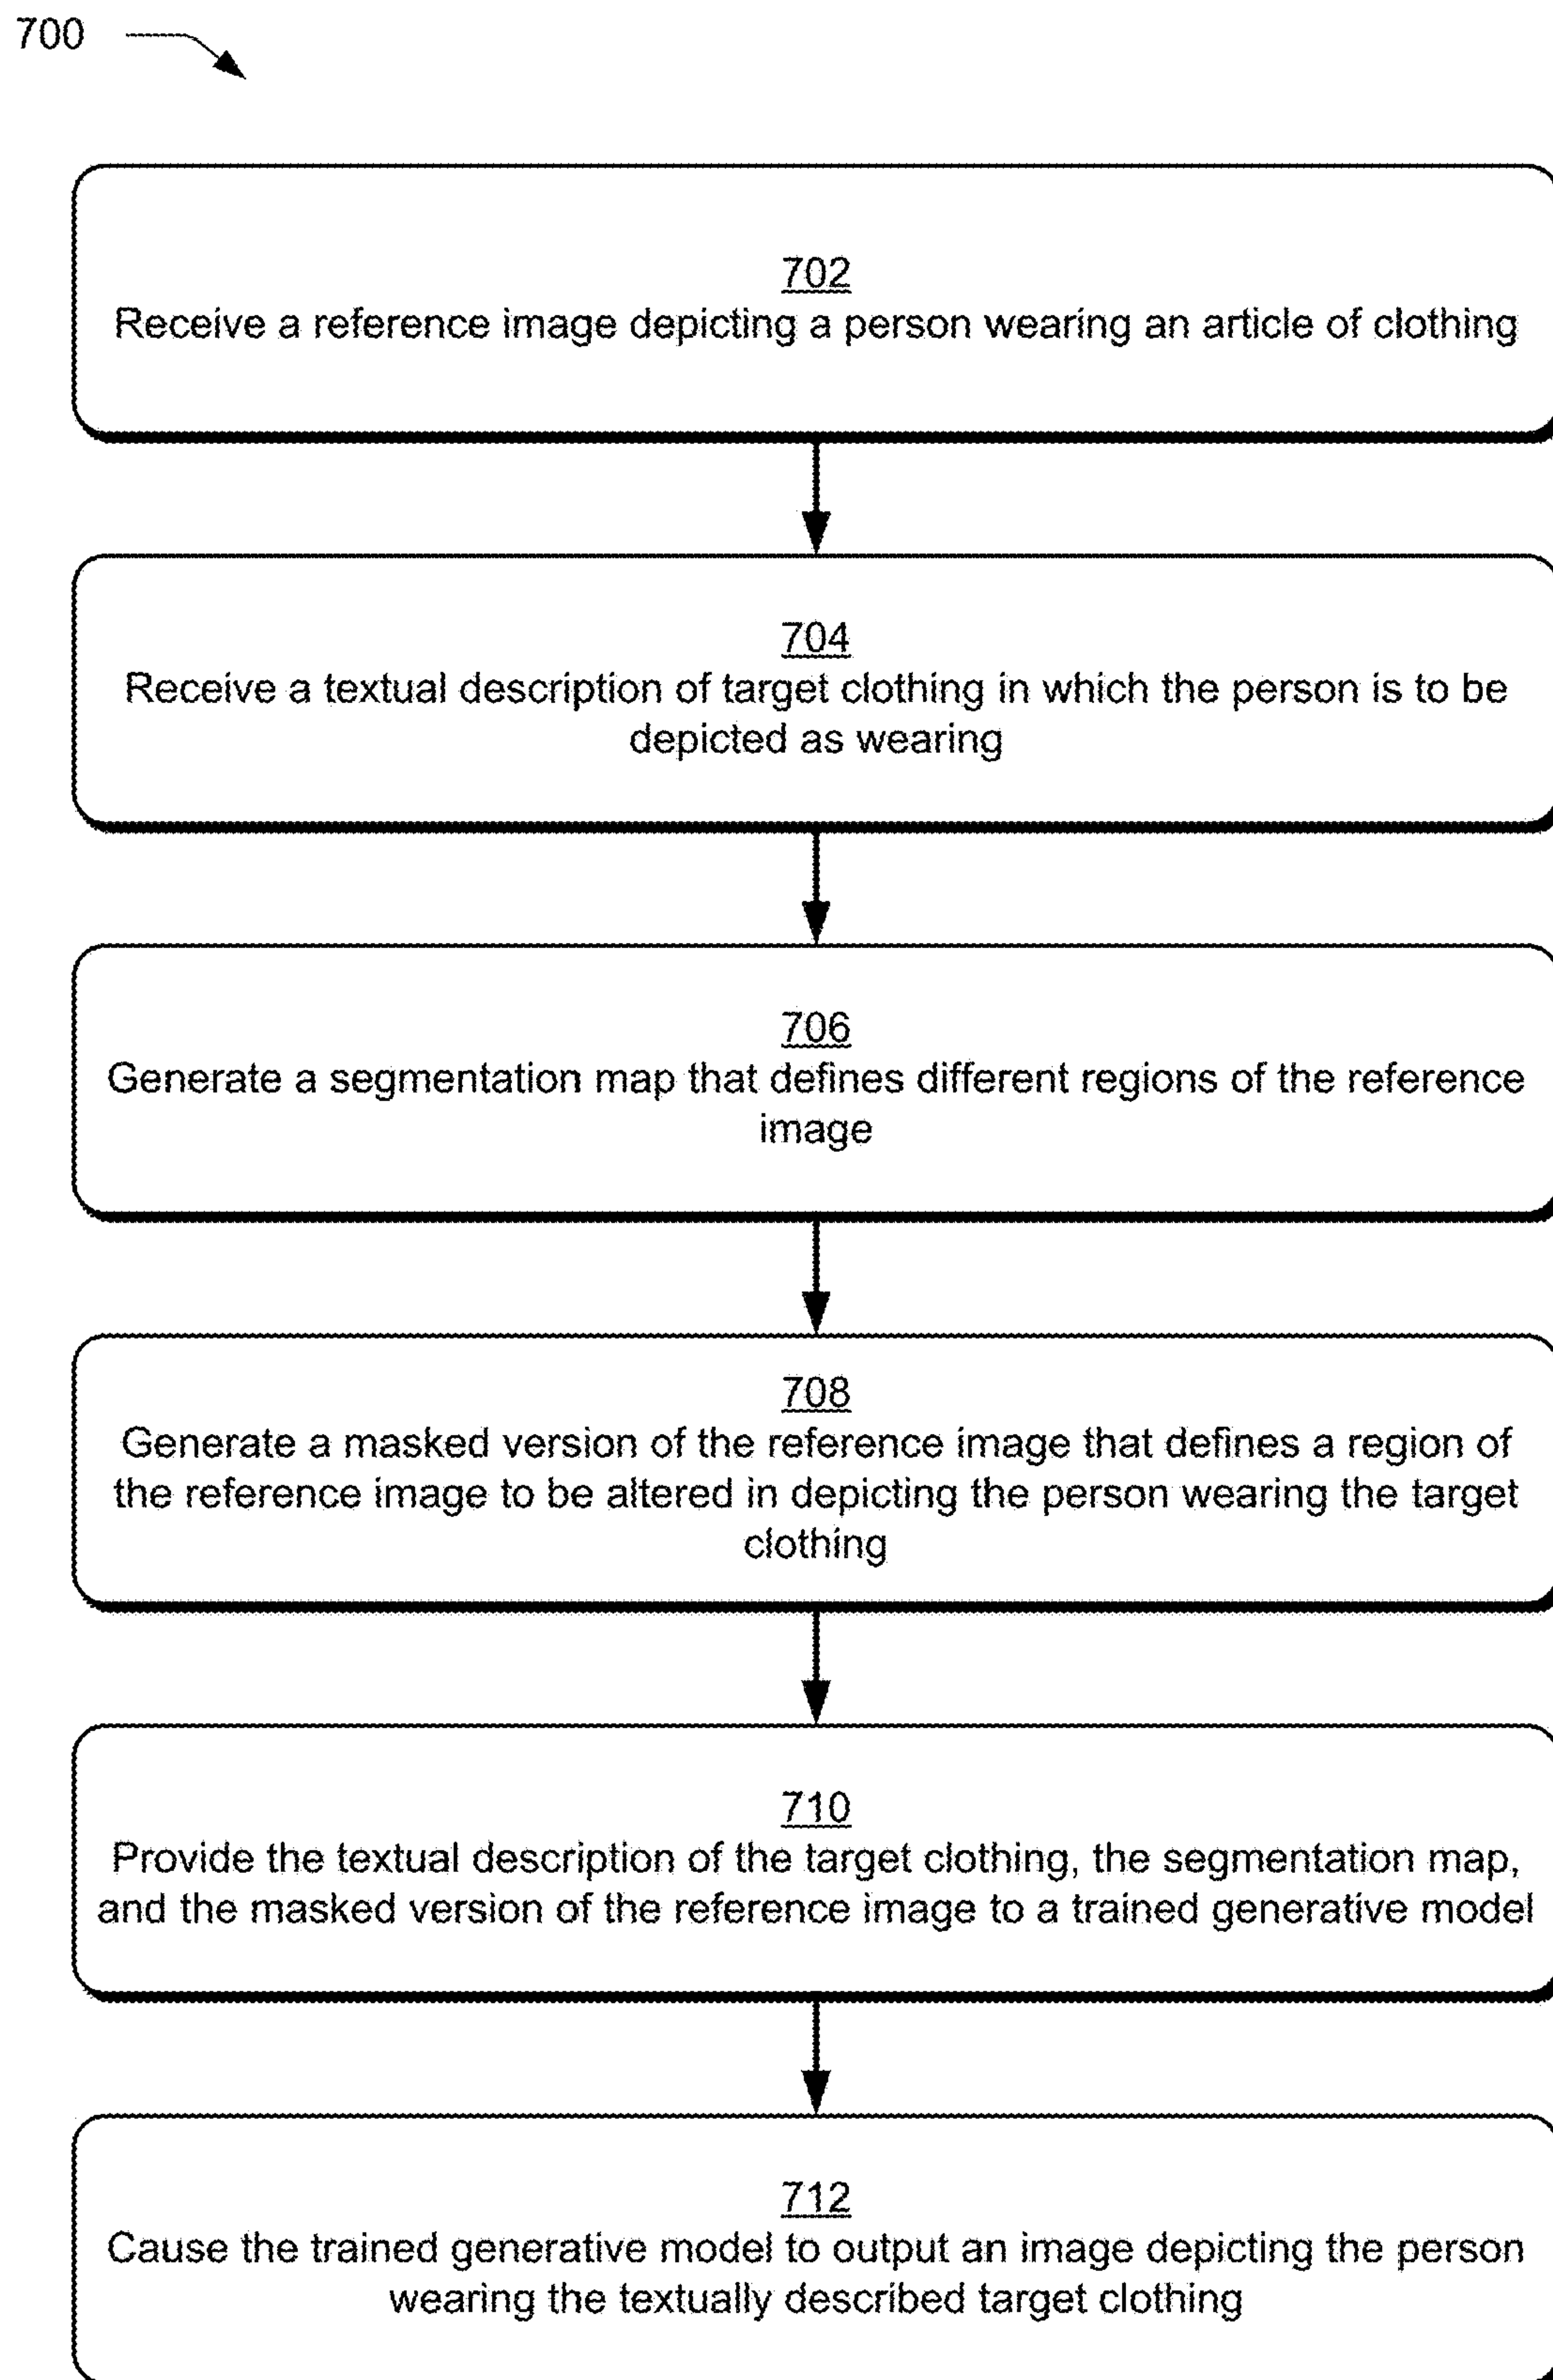 700
702
Receive a reference image depicting a person wearing an article of clothing
704
Receive a textual description of target clothing in which the person is to be
depicted as wearing
706
Generate a segmentation map that defines different regions of the reference
image
708
Generate a masked version of the reference image that defines a region of
the reference image to be altered in depicting the person wearing the target
clothing
710
Provide the textual description of the target clothing, the segmentation map,
and the masked version of the reference image to a trained generative model
712
Cause the trained generative model to output an image depicting the person
wearing the textually described target clothing